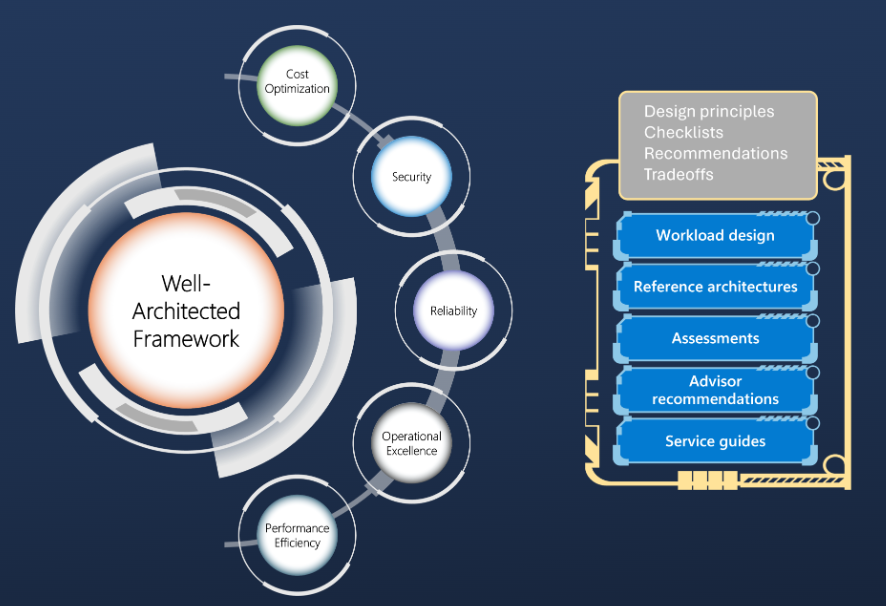 Cost
Optimization
Security
Well-
Architected
Framework
Reliability
Operational
Excellence
Performance
Efficiency
Design principles
Checklists
Recommendations
Tradeoffs
Workload design
Reference architectures
Assessments
Advisor
recommendations
Service guides